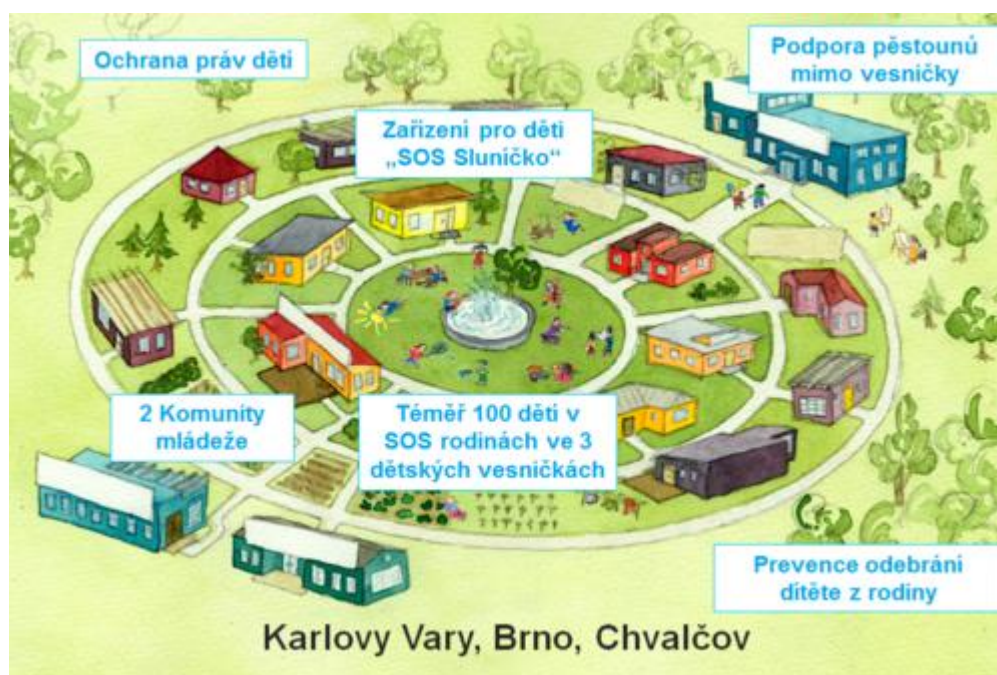 Ochrana práv dětí
Podpora pěstounů
mimo vesničky
Zařízení pro děti
„SOS Sluníčko“
2 Komunity
mládeže
Téměř 100 dětí v
SOS rodinách ve 3
dětských vesničkách
Prevence odebrání
dítěte z rodiny
Karlovy Vary, Brno, Chvalčov